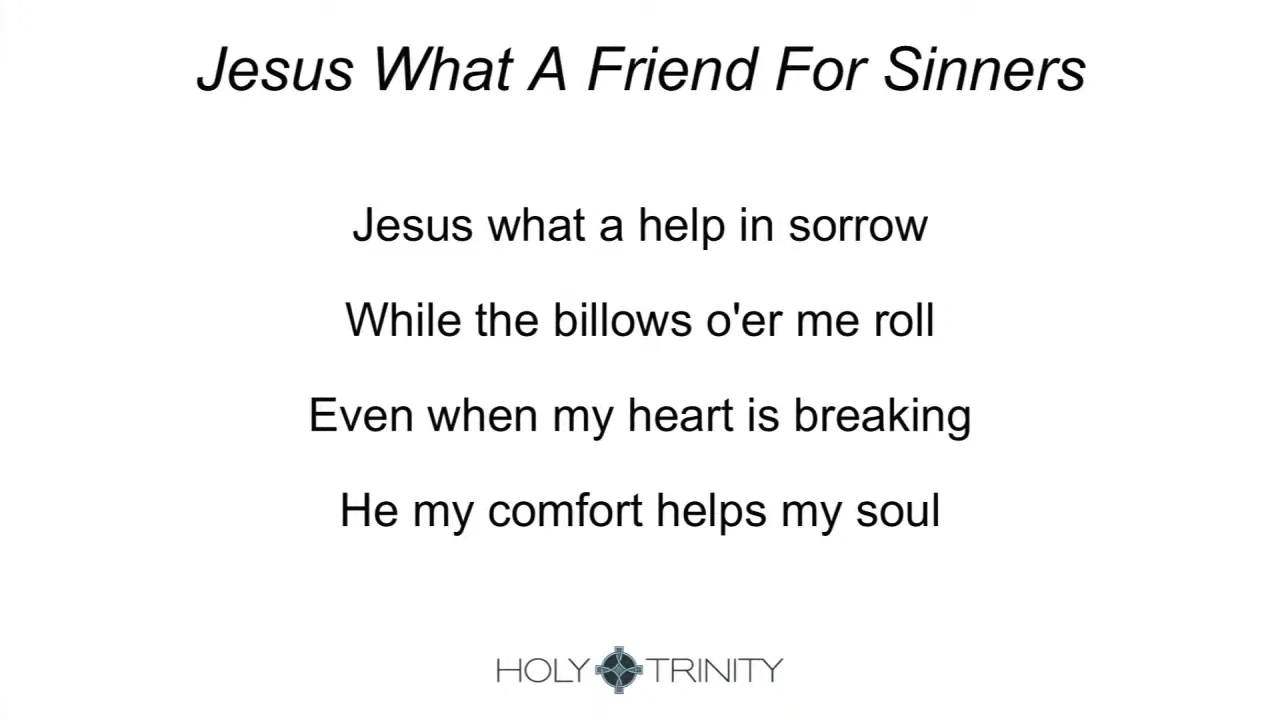 Jesus What A Friend For Sinners
Jesus what a help in sorrow
While the billows o'er me roll
Even when my heart is breaking
He my comfort helps my soul
HOLY TRINITY